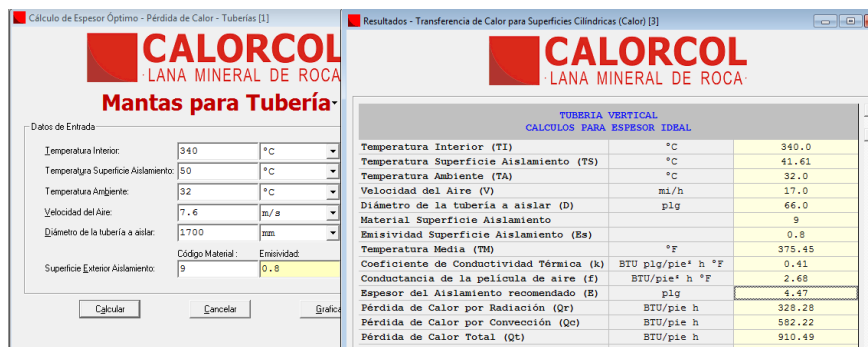 Cálculo de Espesor Óptimo - Pérdida de Calor - Tuberías [1]
CALORCOL
·LANA MINERAL DE ROCA
Mantas para Tubería·
Datos de Entrada
Temperatura Interior: 340 °C
Temperatura Superficie Aislamiento: 50 °C
Temperatura Ambiente: 32 °C
Velocidad del Aire: 7.6 m/s
Diámetro de la tubería a aislar: 1700 mm
Código Material: Emisividad:
Superficie Exterior Aislamiento: 9 0.8
Calcular Cancelar Grafica
Resultados - Transferencia de Calor para Superficies Cilíndricas (Calor) [3]
CALORCOL
·LANA MINERAL DE ROCA·
TUBERIA VERTICAL
CALCULOS PARA ESPESOR IDEAL
Temperatura Interior (TI) °C 340.0
Temperatura Superficie Aislamiento (TS) °C 41.61
Temperatura Ambiente (TA) °C 32.0
Velocidad del Aire (V) mi/h 17.0
Diámetro de la tubería a aislar (D) plg 66.0
Material Superficie Aislamiento 9
Emisividad Superficie Aislamiento (Es) 0.8
Temperatura Media (TM) °F 375.45
Coeficiente de Conductividad Térmica (k) BTU plg/pie² h °F 0.41
Conductancia de la película de aire (f) BTU/pie² h °F 2.68
Espesor del Aislamiento recomendado (E) plg 4.47
Pérdida de Calor por Radiación (Qr) BTU/pie h 328.28
Pérdida de Calor por Convección (Qc) BTU/pie h 582.22
Pérdida de Calor Total (Qt) BTU/pie h 910.49